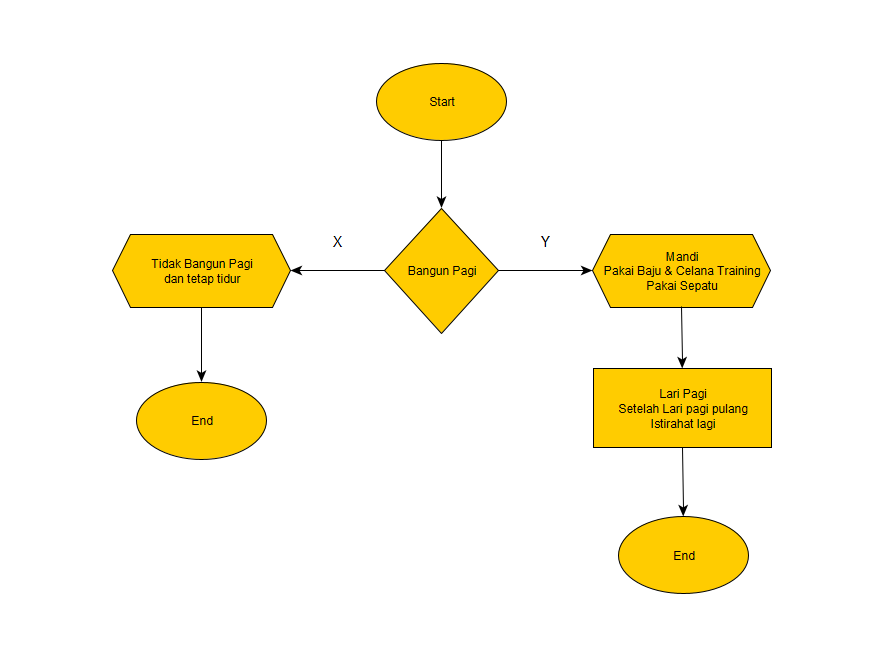 Start
X
Y
Tidak Bangun Pagi
dan tetap tidur
Bangun Pagi
Mandi
Pakai Baju & Celana Training
Pakai Sepatu
End
Lari Pagi
Setelah Lari pagi pulang
Istirahat lagi
End